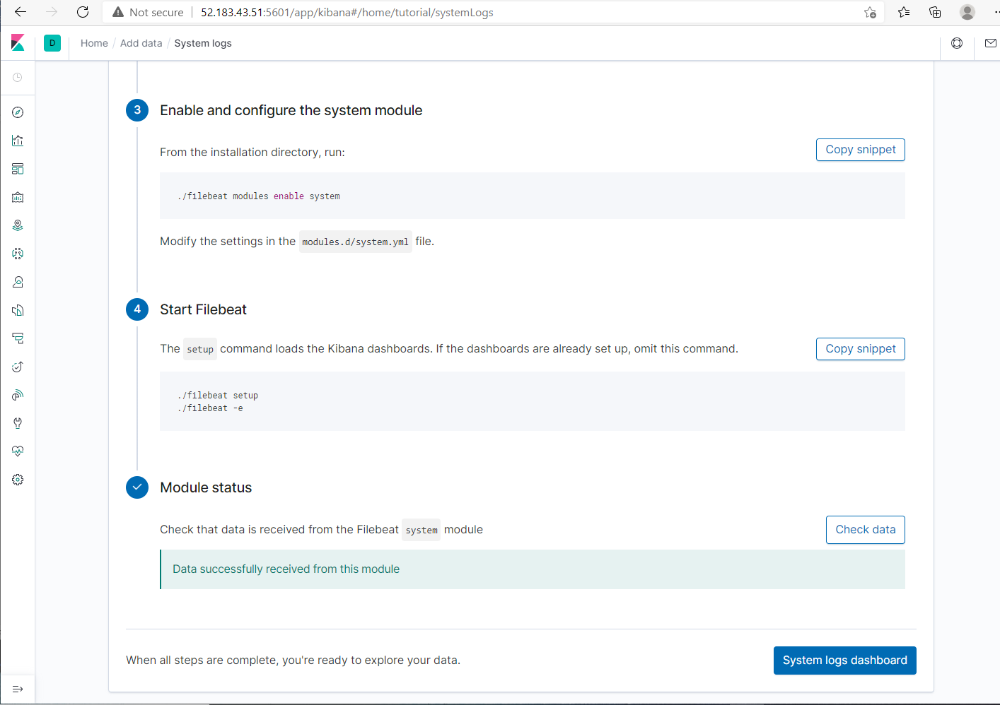 Not secure 52.183.43.51:5601/app/kibana#/home/tutorial/systemLogs
D Home / Add data / System logs
3 Enable and configure the system module
From the installation directory, run:
Copy snippet
./filebeat modules enable system
Modify the settings in the modules.d/system.yml file.
4 Start Filebeat
The setup command loads the Kibana dashboards. If the dashboards are already set up, omit this command.
Copy snippet
./filebeat setup
./filebeat -e
Module status
Check that data is received from the Filebeat system module
Check data
Data successfully received from this module
When all steps are complete, you're ready to explore your data.
System logs dashboard